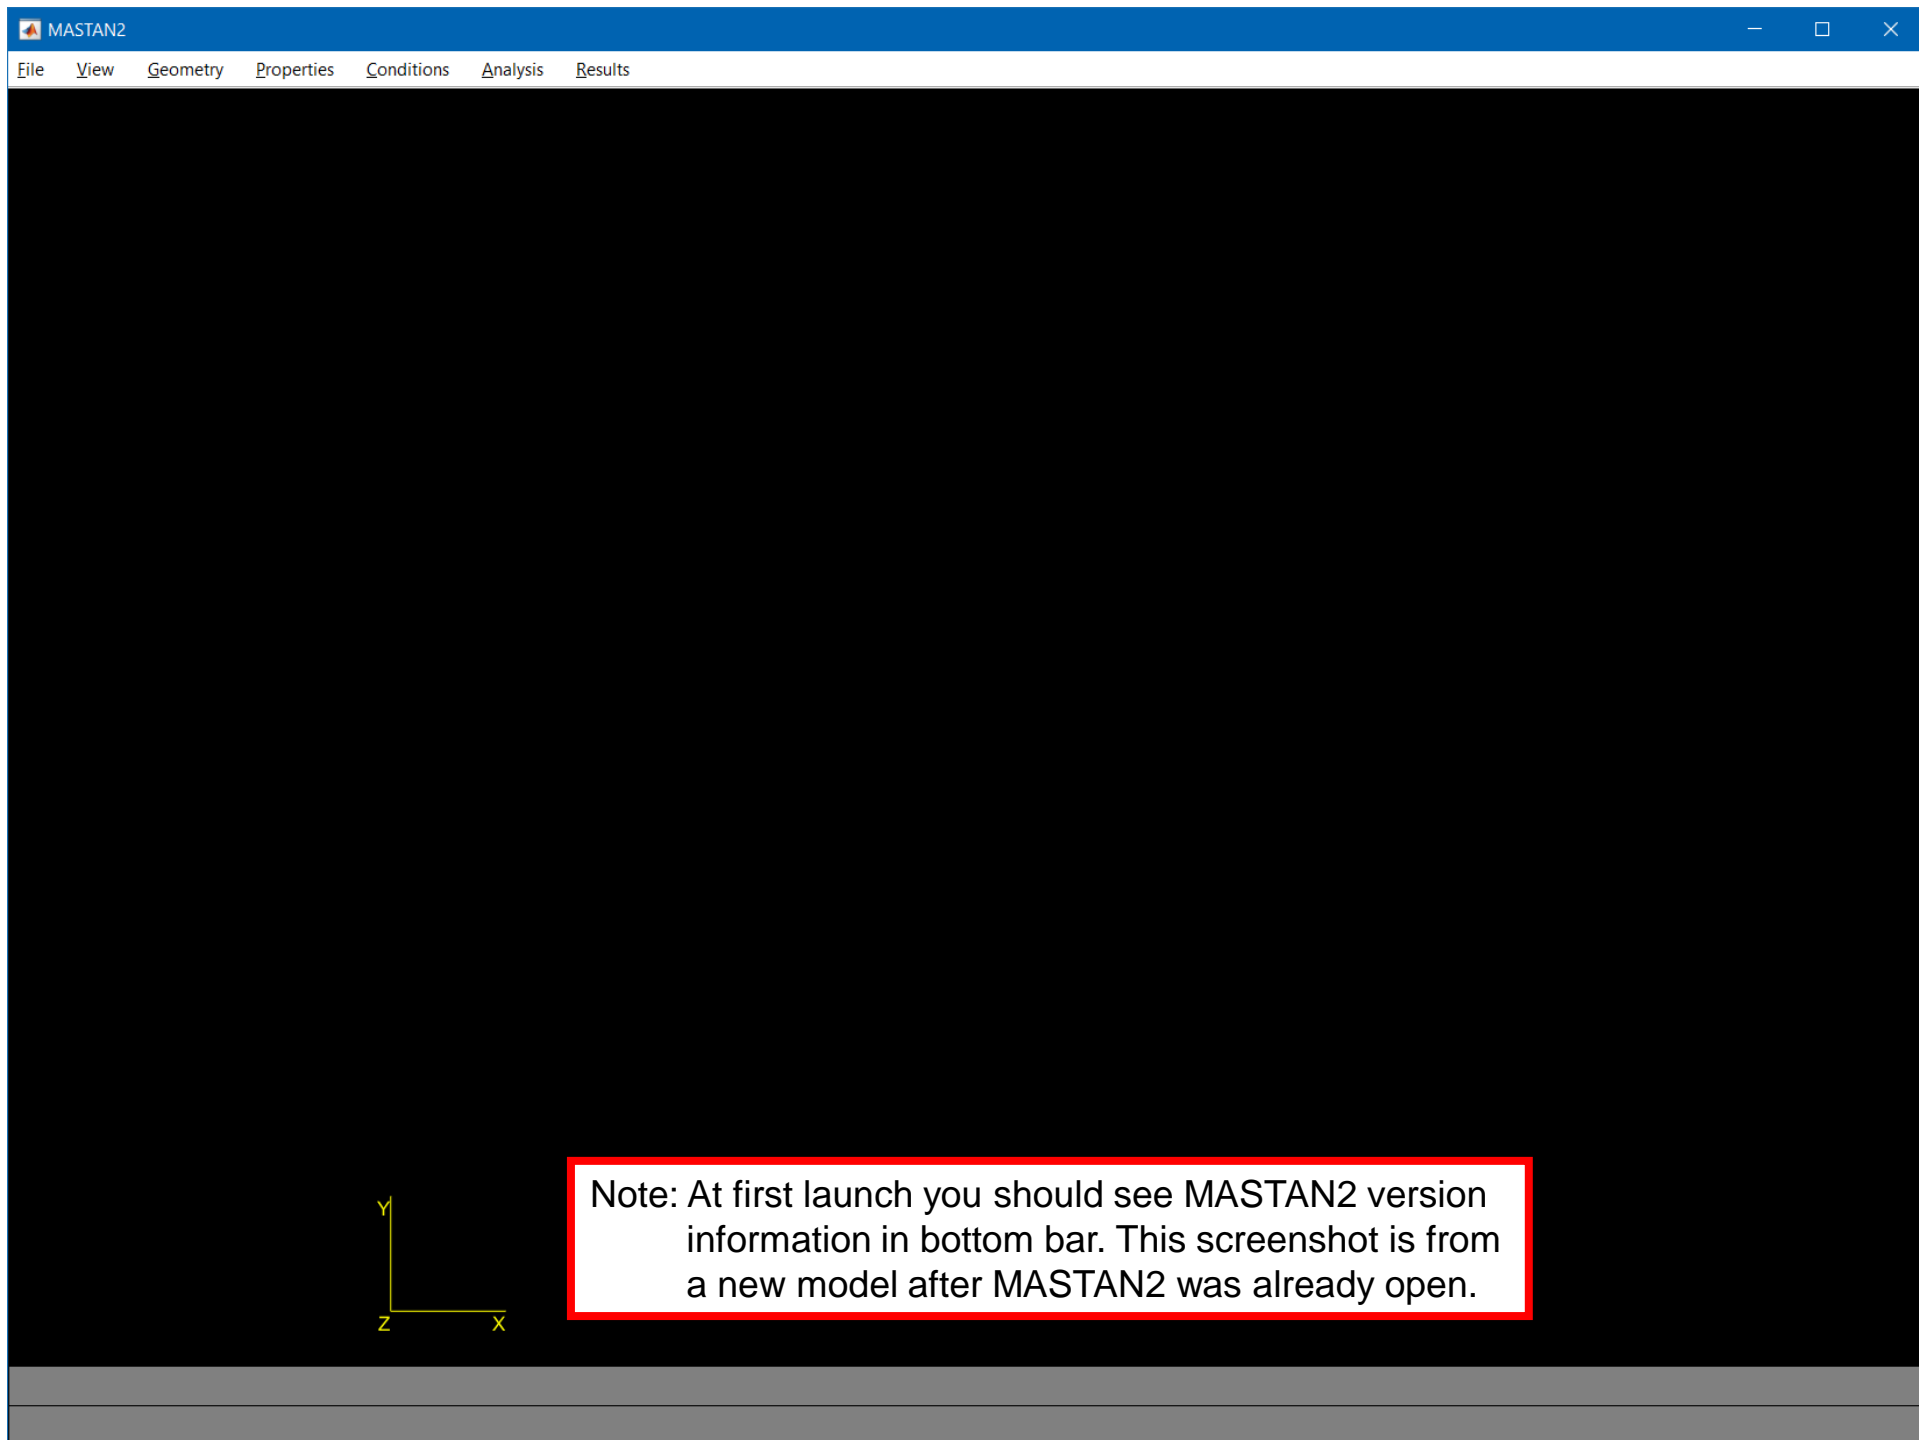 MASTAN2
File View Geometry Properties Conditions Analysis Results
Note: At first launch you should see MASTAN2 version
information in bottom bar. This screenshot is from
a new model after MASTAN2 was already open.
Y
Z X